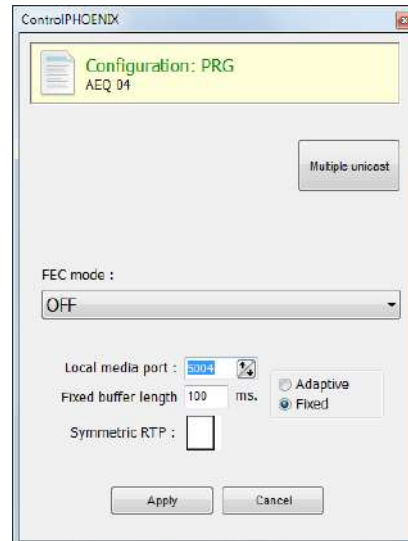 ControlPHOENIX
Configuration: PRG
AEQ 04
Multiple unicast
FEC mode :
OFF
Local media port : 5004
Fixed buffer length 100 ms.
Adaptive
Fixed
Symmetric RTP :
Apply Cancel